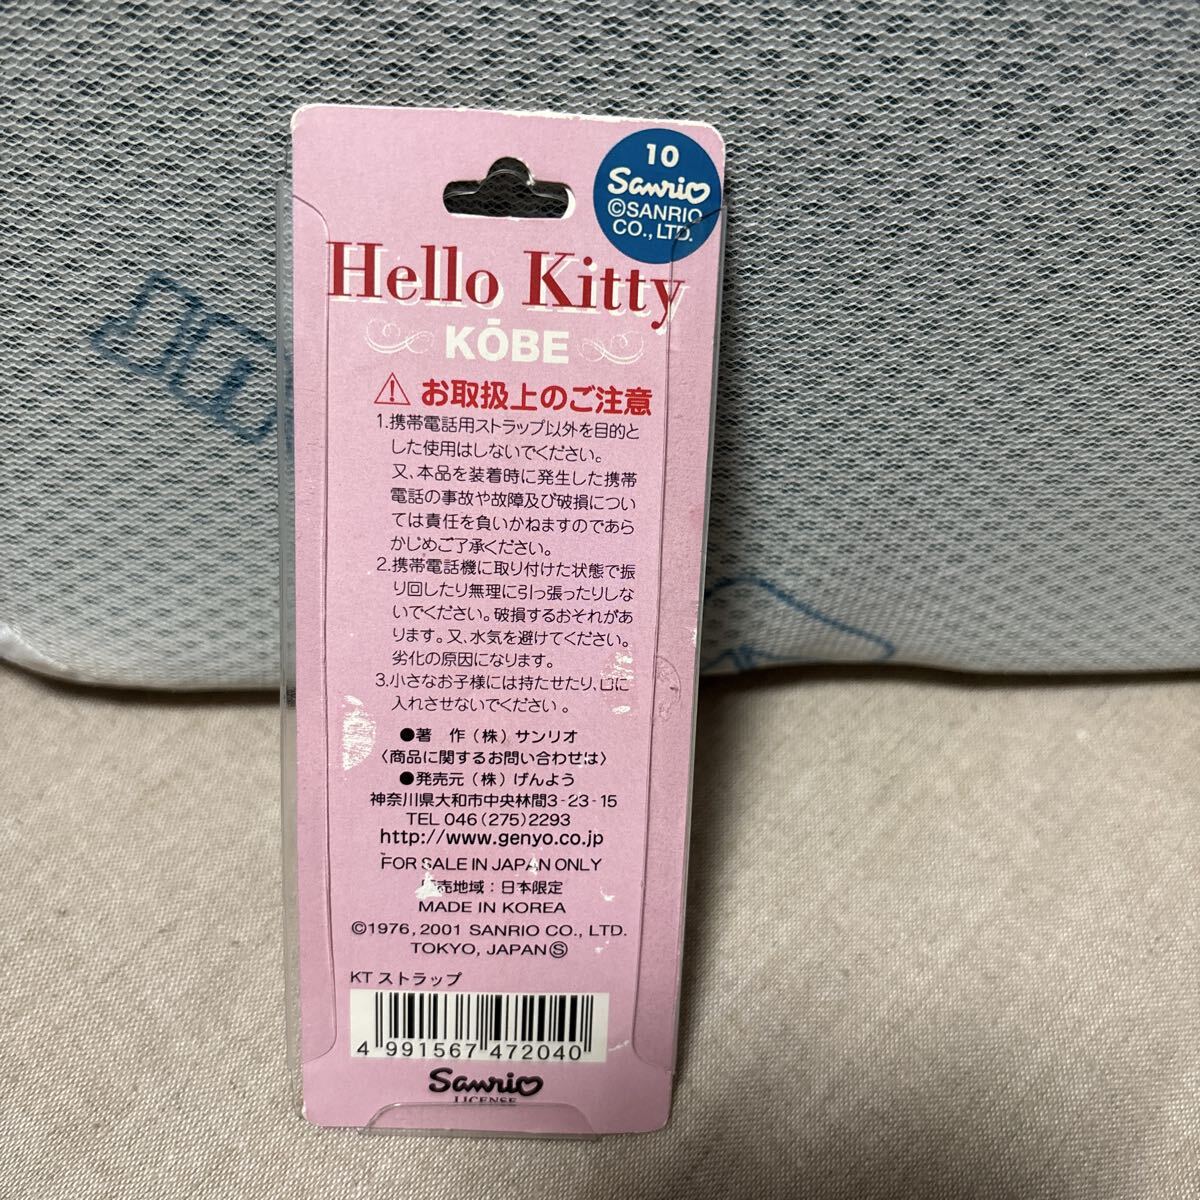 10
Sanrio
©SANRIO
CO., LTD.
Hello Kitty
KŌBE
お取扱上のご注意
1.携帯電話用ストラップ以外を目的と
した使用はしないでください。
又、本品を装着時に発生した携帯
電話の事故や故障及び破損につい
ては責任を負いかねますのであら
かじめご了承ください。
2.携帯電話機に取り付けた状態で振
り回したり無理に引っ張ったりしな
いでください。破損するおそれがあ
ります。又、水気を避けてください。
劣化の原因になります。
3.小さなお子様には持たせたり、口に
入れさせないでください。
●著 作（株）サンリオ
〈商品に関するお問い合わせは〉
●発売元（株）げんよう
神奈川県大和市中央林間3-23-15
TEL 046(275)2293
http://www.genyo.co.jp
FOR SALE IN JAPAN ONLY
販売地域：日本限定
MADE IN KOREA
©1976, 2001 SANRIO CO., LTD.
TOKYO, JAPAN Ⓢ
KT ストラップ
4 991567 472040
Sanrio
LICENSE